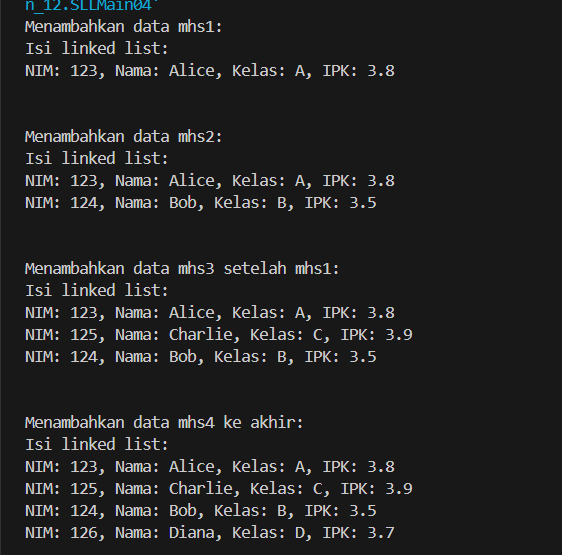 n_12.SLLMain04`
Menambahkan data mhs1:
Isi linked list:
NIM: 123, Nama: Alice, Kelas: A, IPK: 3.8
Menambahkan data mhs2:
Isi linked list:
NIM: 123, Nama: Alice, Kelas: A, IPK: 3.8
NIM: 124, Nama: Bob, Kelas: B, IPK: 3.5
Menambahkan data mhs3 setelah mhs1:
Isi linked list:
NIM: 123, Nama: Alice, Kelas: A, IPK: 3.8
NIM: 125, Nama: Charlie, Kelas: C, IPK: 3.9
NIM: 124, Nama: Bob, Kelas: B, IPK: 3.5
Menambahkan data mhs4 ke akhir:
Isi linked list:
NIM: 123, Nama: Alice, Kelas: A, IPK: 3.8
NIM: 125, Nama: Charlie, Kelas: C, IPK: 3.9
NIM: 124, Nama: Bob, Kelas: B, IPK: 3.5
NIM: 126, Nama: Diana, Kelas: D, IPK: 3.7